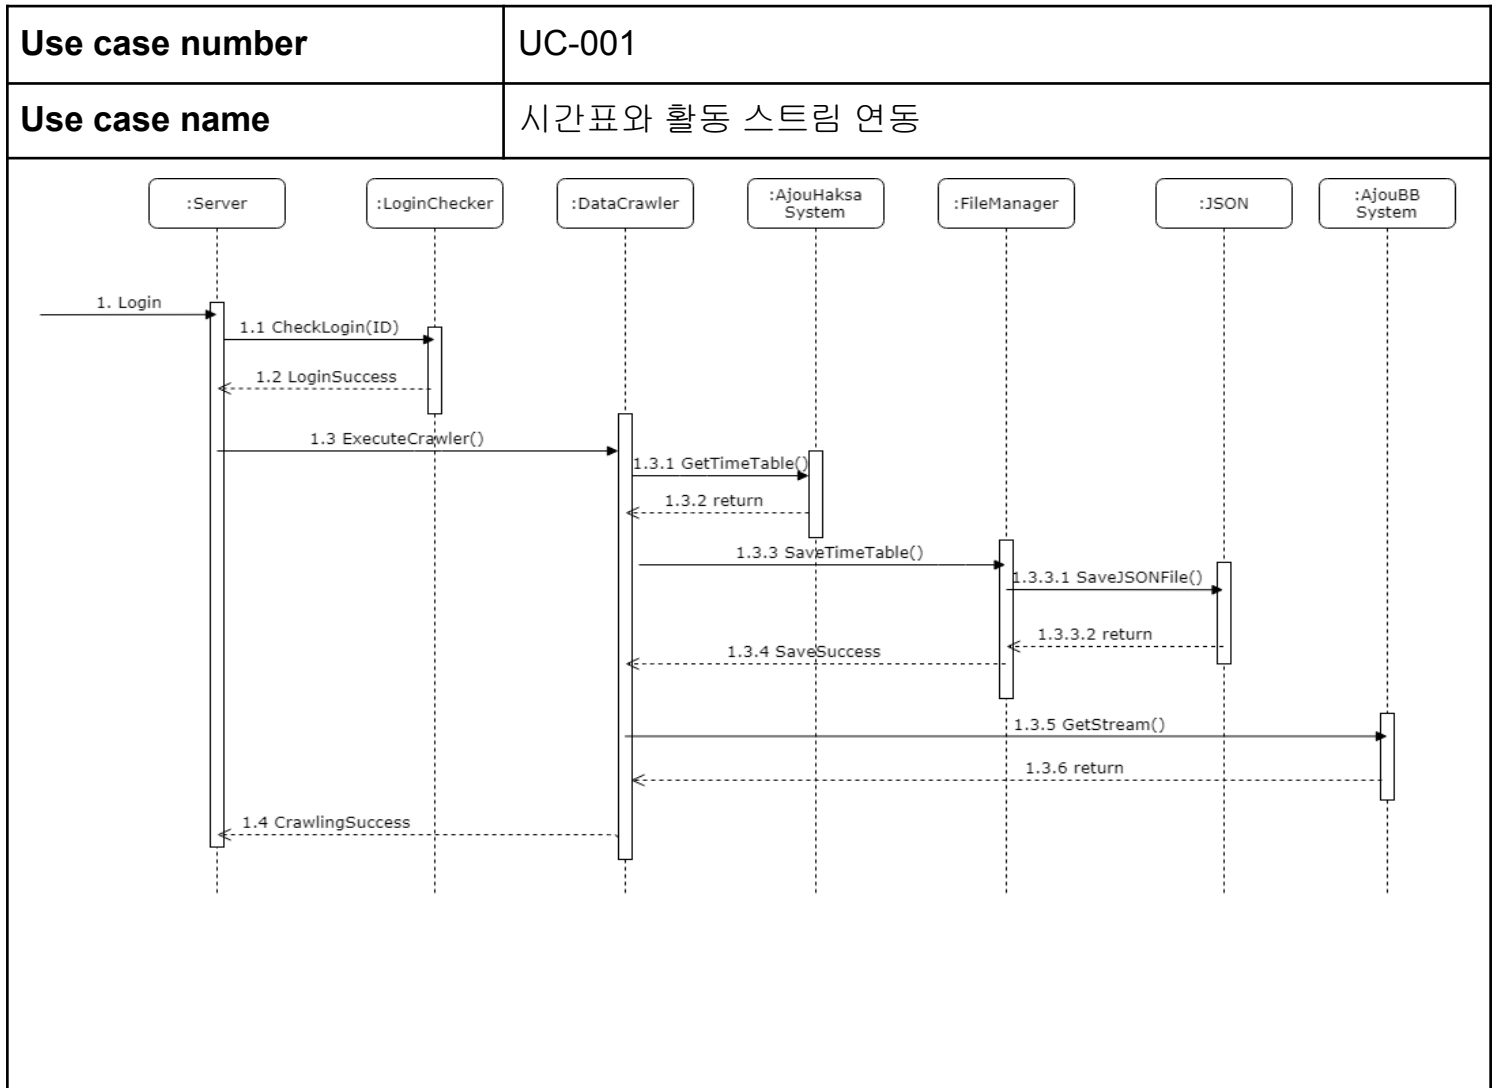 Use case number
UC-001
Use case name
시간표와 활동 스트림 연동
:Server
:LoginChecker
:DataCrawler
:AjouHaksa
System
:FileManager
:JSON
:AjouBB
System
1. Login
1.1 CheckLogin(ID)
1.2 LoginSuccess
1.3 ExecuteCrawler()
1.3.1 GetTimeTable()
1.3.2 return
1.3.3 SaveTimeTable()
1.3.3.1 SaveJSONFile()
1.3.3.2 return
1.3.4 SaveSuccess
1.3.5 GetStream()
1.3.6 return
1.4 CrawlingSuccess